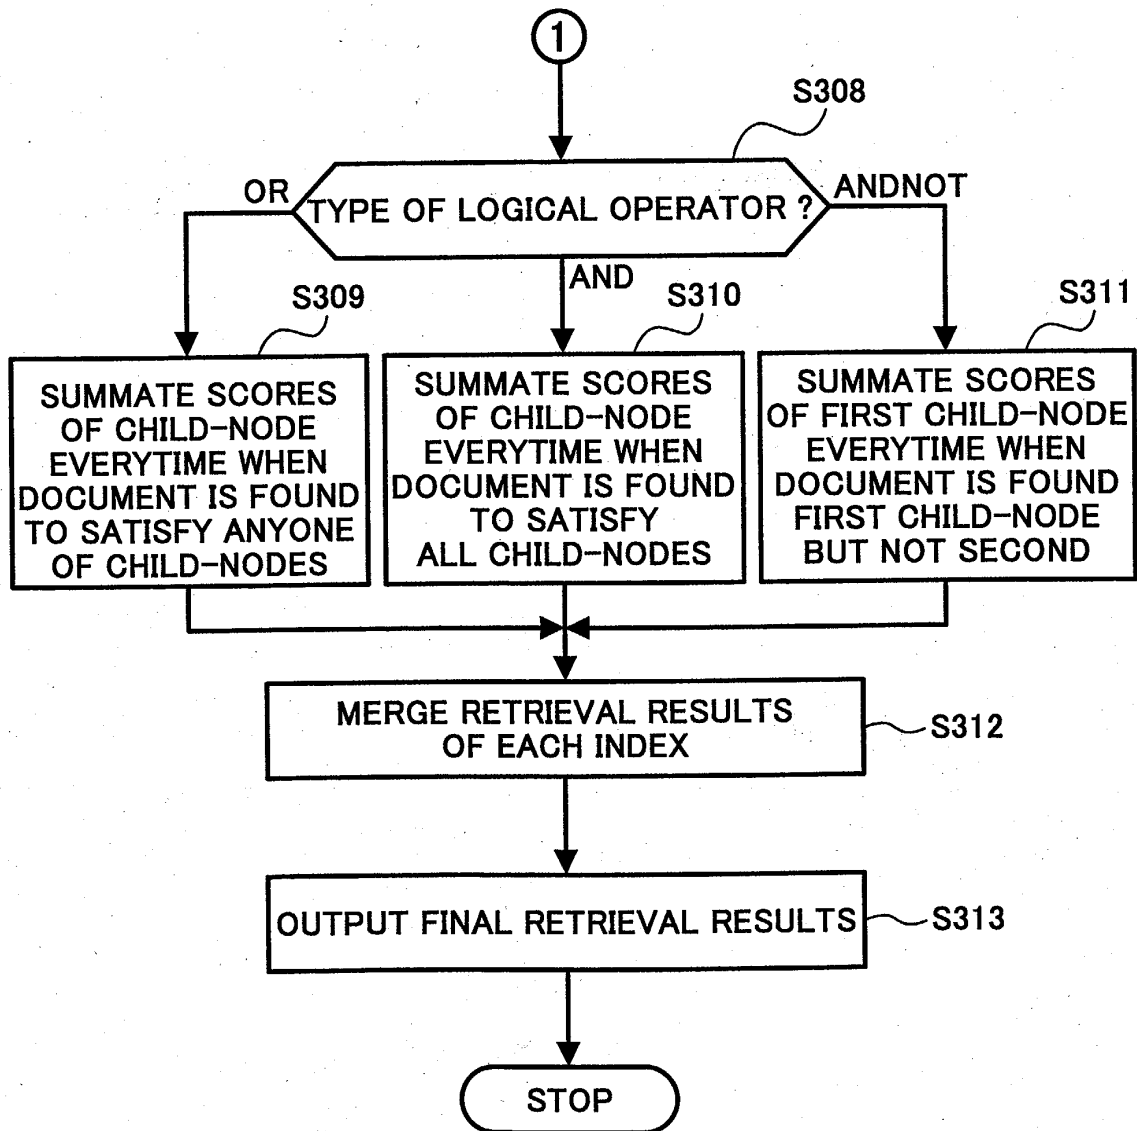 1
S308
OR
TYPE OF LOGICAL OPERATOR ?
ANDNOT
AND
S309
S310
S311
SUMMATE SCORES
OF CHILD-NODE
EVERYTIME WHEN
DOCUMENT IS FOUND
TO SATISFY ANYONE
OF CHILD-NODES
SUMMATE SCORES
OF CHILD-NODE
EVERYTIME WHEN
DOCUMENT IS FOUND
TO SATISFY
ALL CHILD-NODES
SUMMATE SCORES
OF FIRST CHILD-NODE
EVERYTIME WHEN
DOCUMENT IS FOUND
FIRST CHILD-NODE
BUT NOT SECOND
MERGE RETRIEVAL RESULTS
OF EACH INDEX
S312
OUTPUT FINAL RETRIEVAL RESULTS
S313
STOP